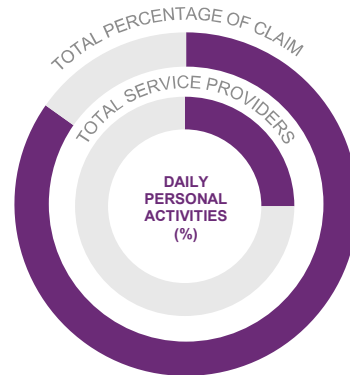 TOTAL PERCENTAGE OF CLAIM
TOTAL SERVICE PROVIDERS
DAILY
PERSONAL
ACTIVITIES
(%)